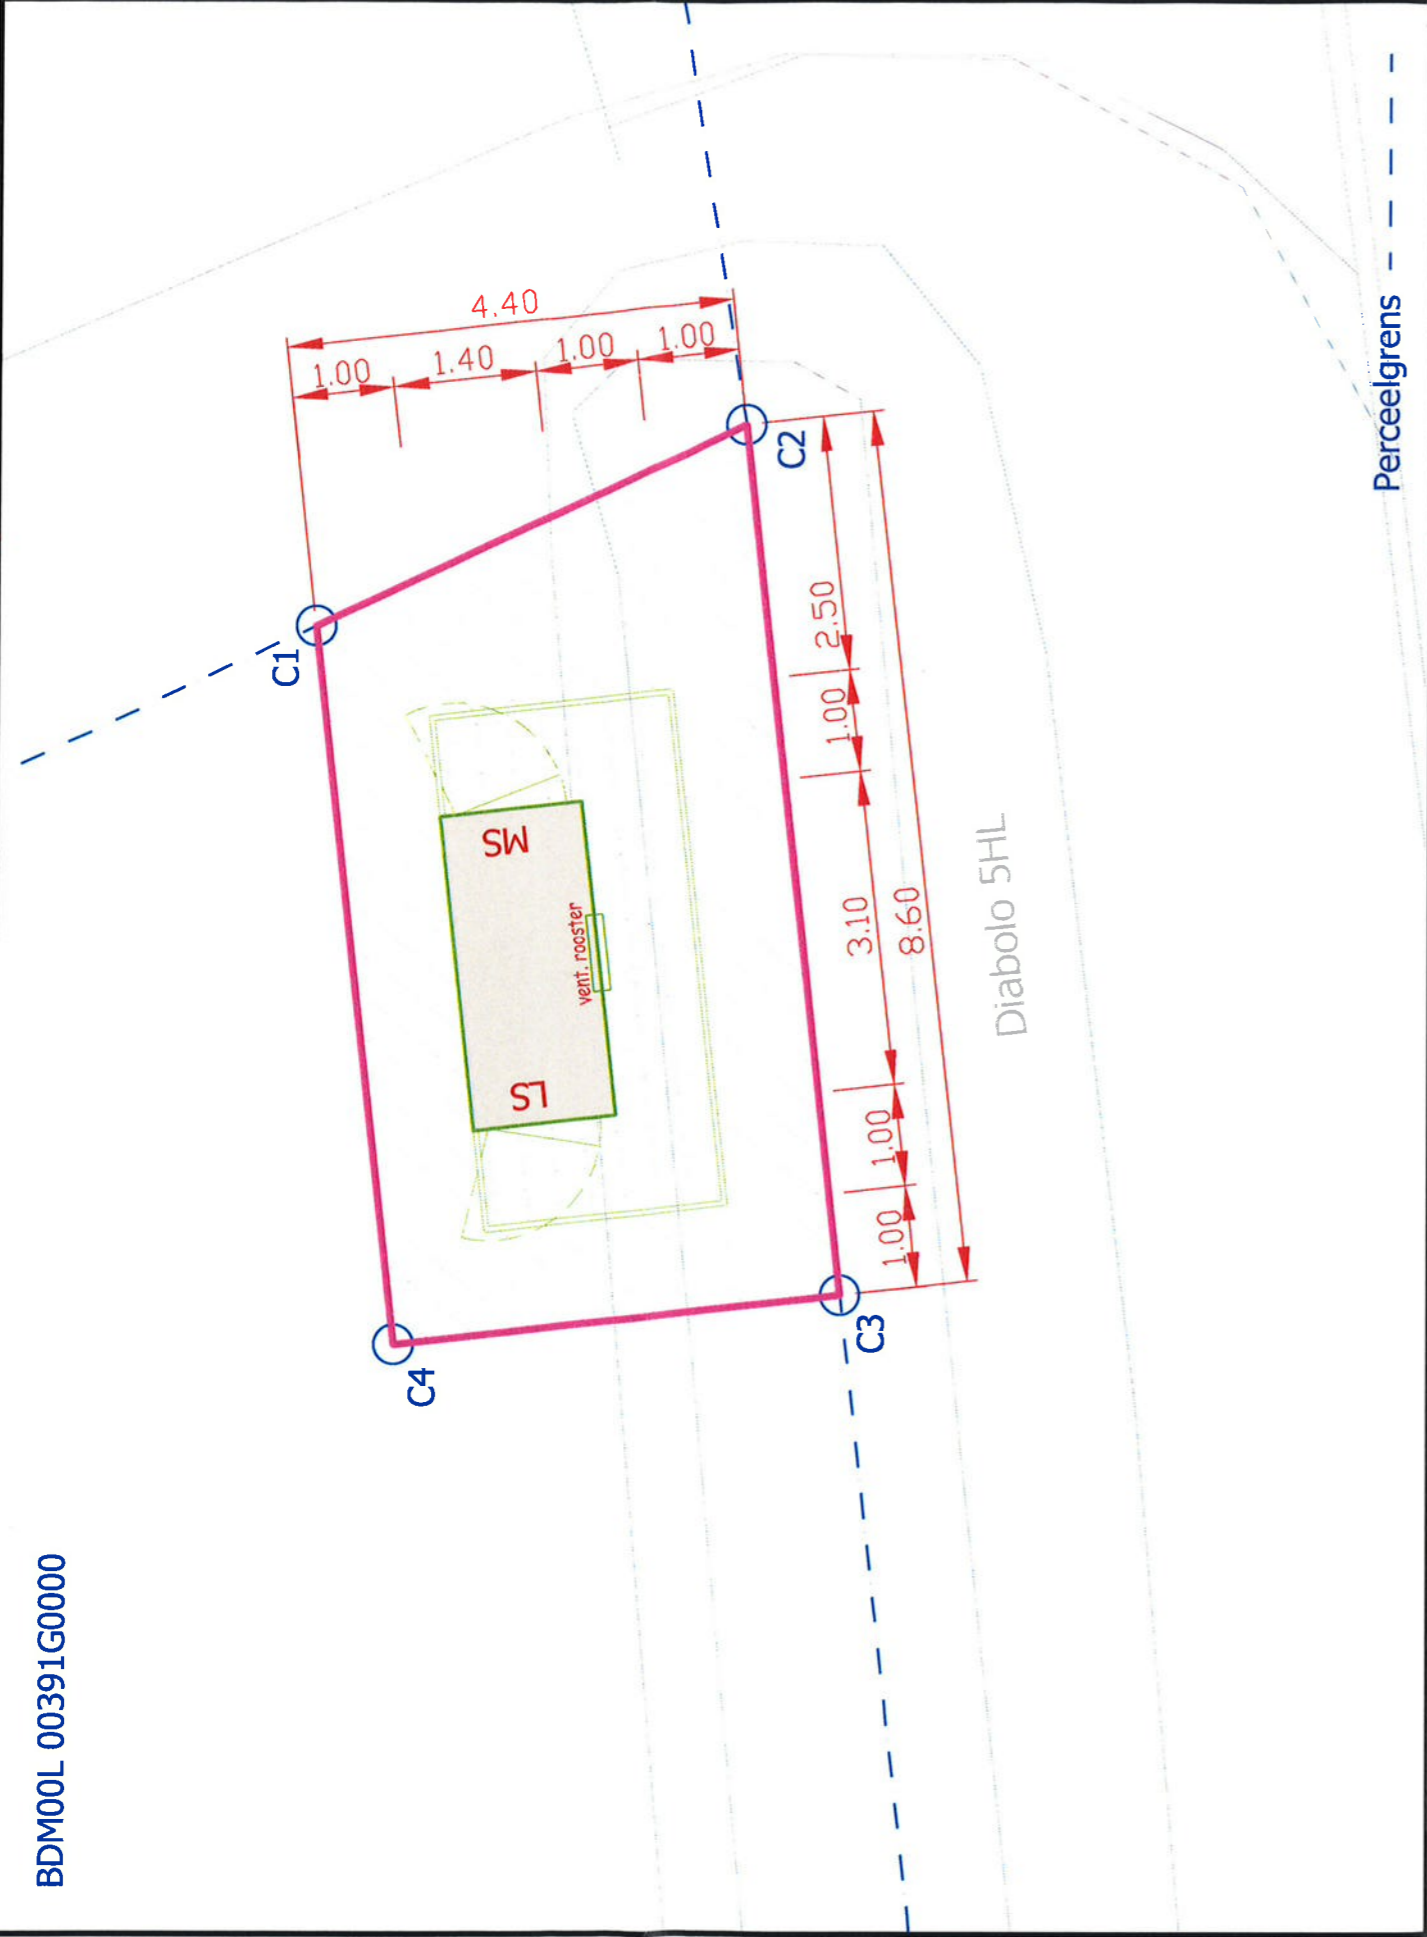 BDM00L 00391G0000
4.40
1.00
1.40
1.00
1.00
C1
C2
MS
vent. rooster
LS
2.50
1.00
3.10
1.00
1.00
8.60
Diabolo 5HL
C3
C4
Perceelgrens